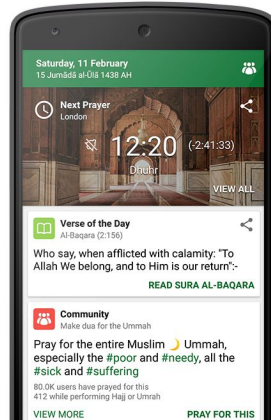 Saturday, 11 February
15 Jumādā al-Ūlā 1438 AH
Next Prayer
London
12:20 (-2:41:33)
Dhuhr
VIEW ALL
Verse of the Day
Al-Baqara (2:156)
Who say, when afflicted with calamity: "To
Allah We belong, and to Him is our return":-
READ SURA AL-BAQARA
Community
Make dua for the Ummah
Pray for the entire Muslim 🌙 Ummah,
especially the #poor and #needy, all the
#sick and #suffering
80.0K users have prayed for this
412 while performing Hajj or Umrah
VIEW MORE PRAY FOR THIS